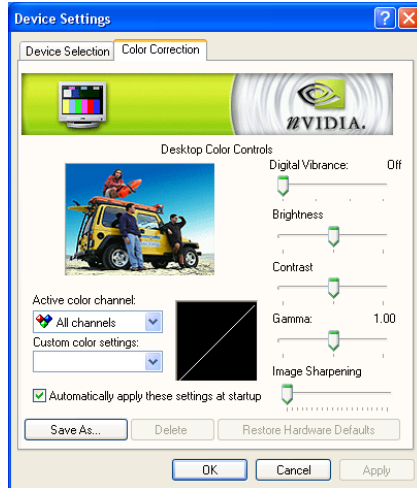 Device Settings
Device Selection
Color Correction
nVIDIA.
Desktop Color Controls
Digital Vibrance: Off
Brightness
Contrast
Active color channel:
All channels
Gamma: 1.00
Custom color settings:
Image Sharpening
Automatically apply these settings at startup
Save As...
Delete
Restore Hardware Defaults
OK
Cancel
Apply